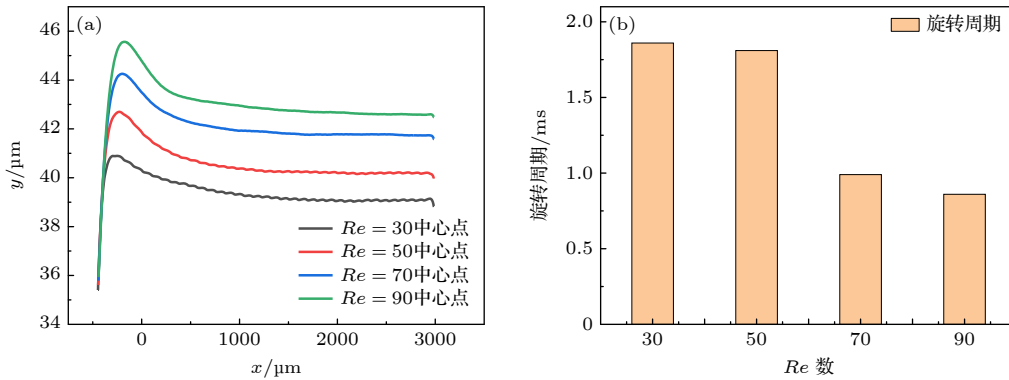 (a)
46
44
42
40
39
36
34
y/μm
0
1000
2000
3000
x/μm
Re = 30中心点
Re = 50中心点
Re = 70中心点
Re = 90中心点
(b)
旋转周期
2.0
1.75
1.0
0.75
0
旋转周期/ms
30
50
70
90
Re 数